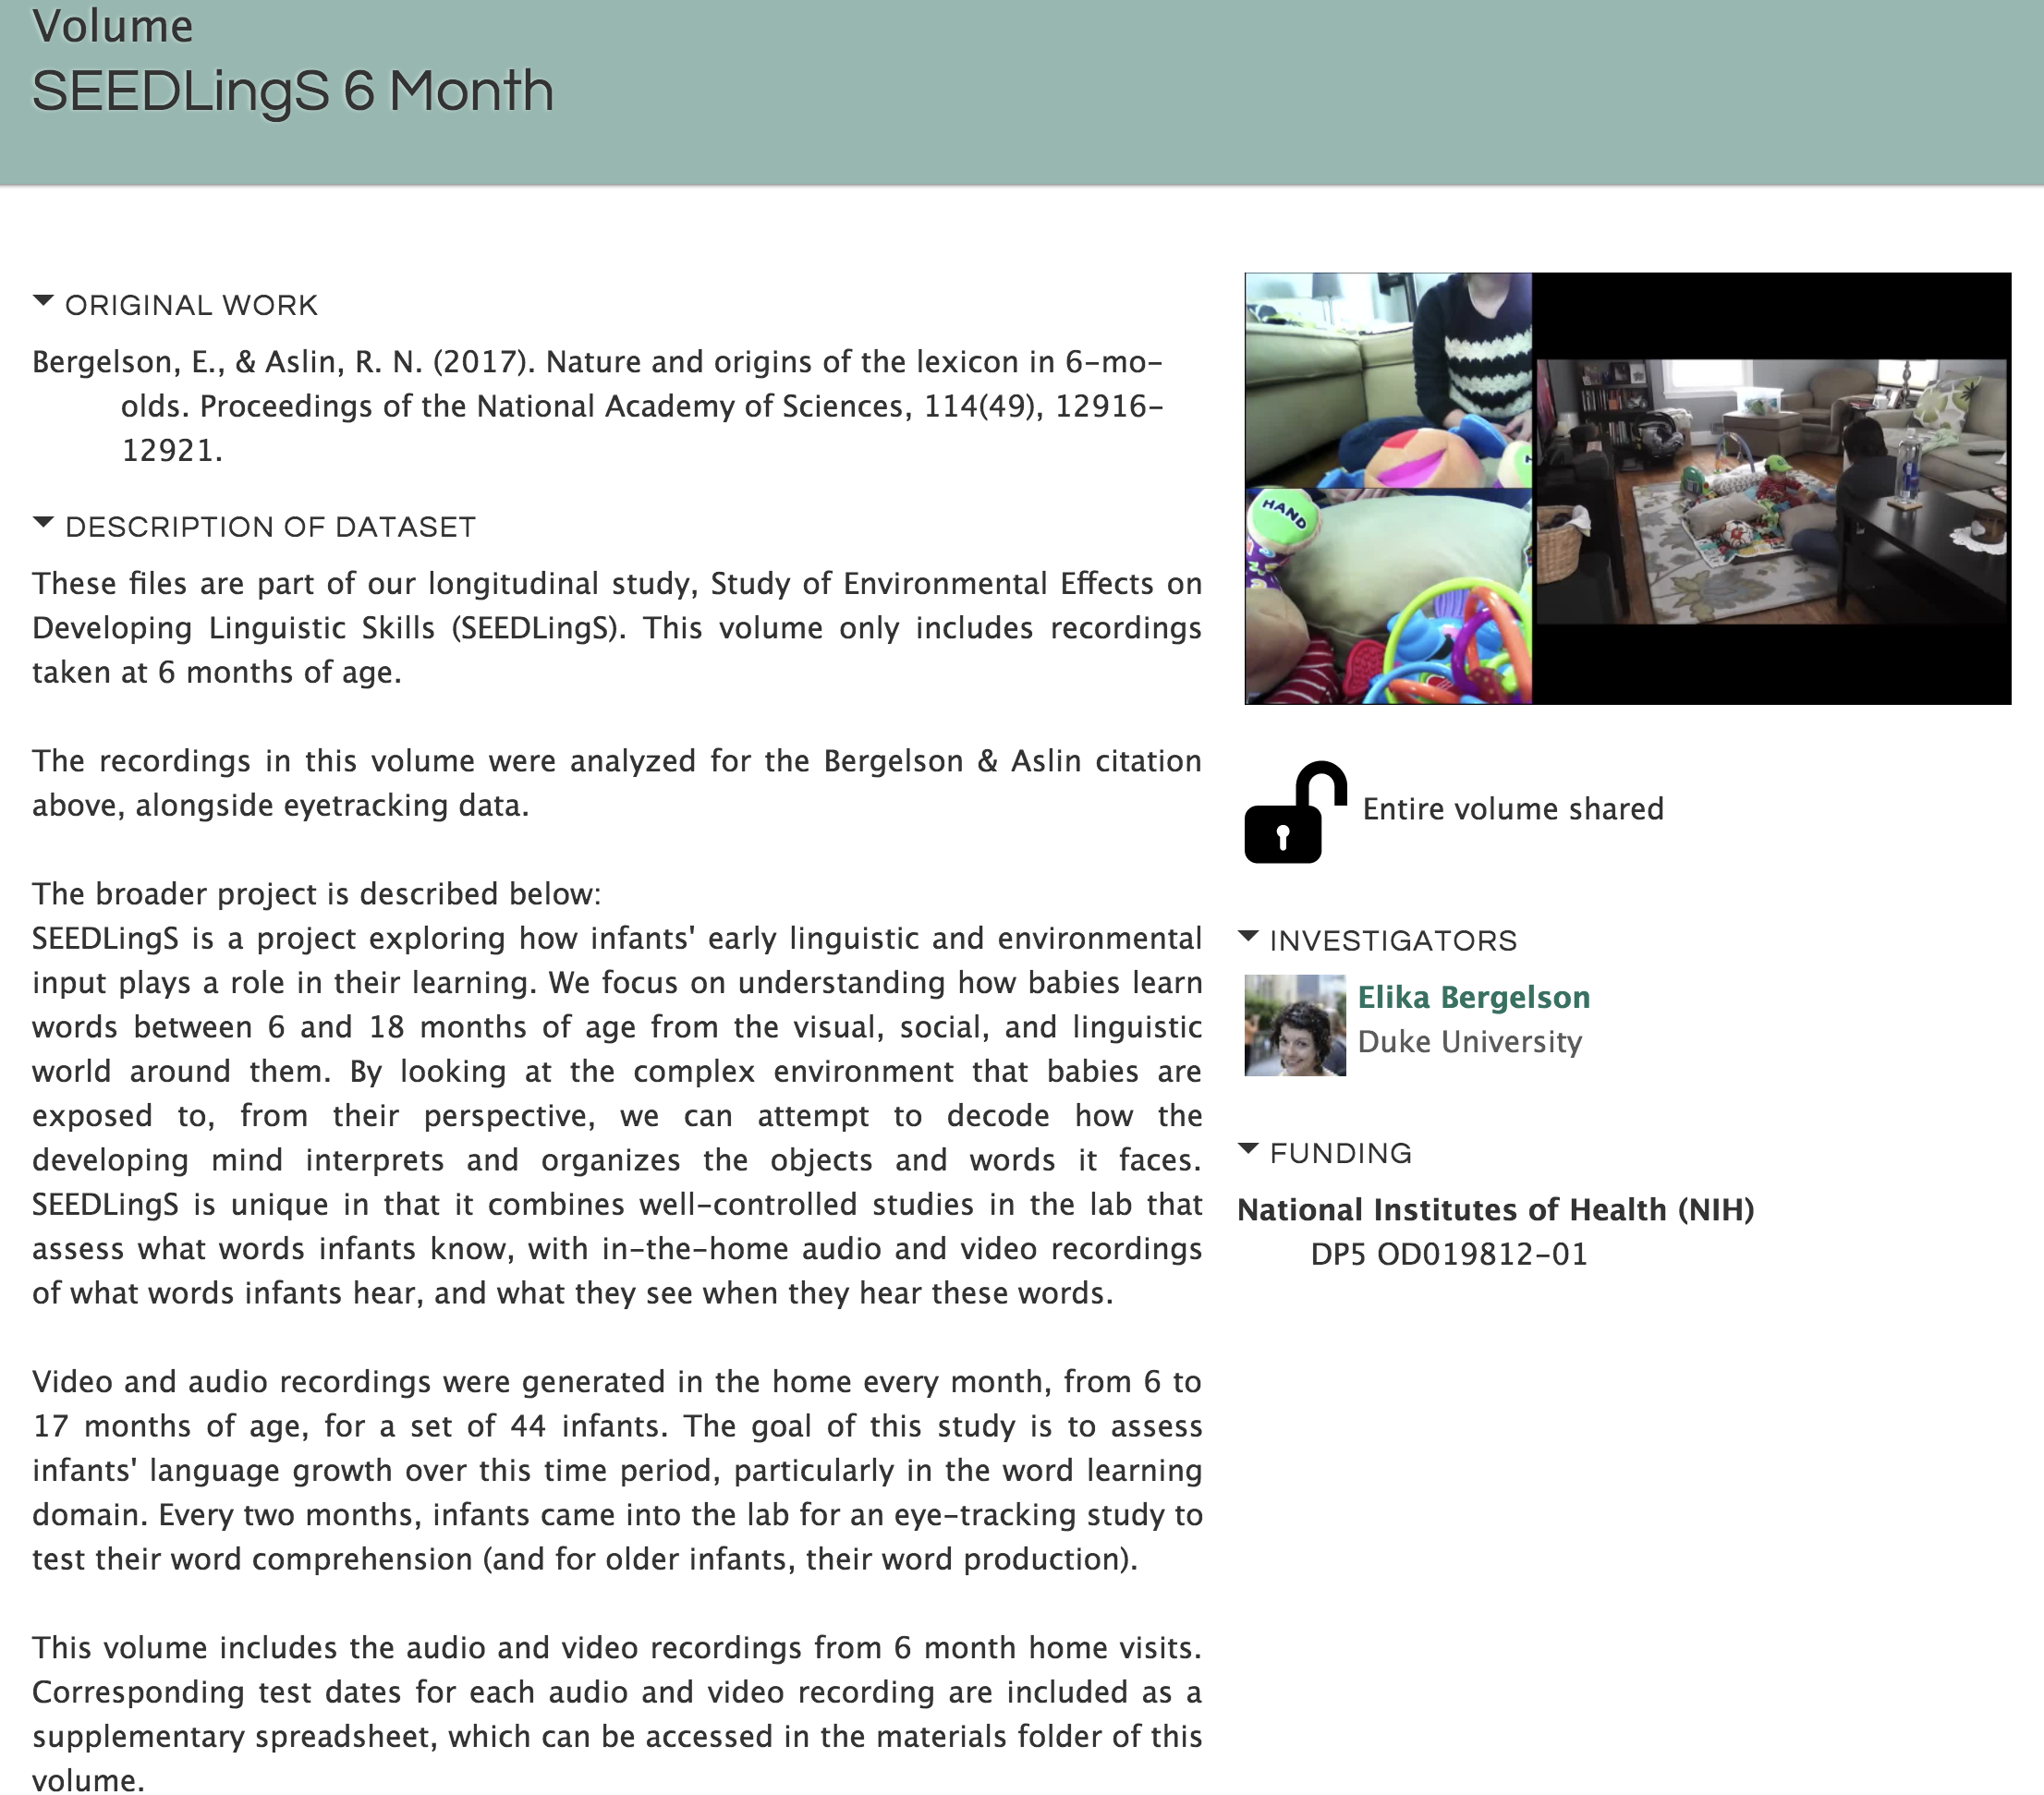 Volume
SEEDLingS 6 Month
ORIGINAL WORK
Bergelson, E., & Aslin, R. N. (2017). Nature and origins of the lexicon in 6-mo-
olds. Proceedings of the National Academy of Sciences, 114(49), 12916-
12921.
DESCRIPTION OF DATASET
These files are part of our longitudinal study, Study of Environmental Effects on
Developing Linguistic Skills (SEEDLingS). This volume only includes recordings
taken at 6 months of age.
The recordings in this volume were analyzed for the Bergelson & Aslin citation
above, alongside eyetracking data.
The broader project is described below:
SEEDLingS is a project exploring how infants' early linguistic and environmental
input plays a role in their learning. We focus on understanding how babies learn
words between 6 and 18 months of age from the visual, social, and linguistic
world around them. By looking at the complex environment that babies are
exposed to, from their perspective, we can attempt to decode how the
developing mind interprets and organizes the objects and words it faces.
SEEDLingS is unique in that it combines well-controlled studies in the lab that
assess what words infants know, with in-the-home audio and video recordings
of what words infants hear, and what they see when they hear these words.
Video and audio recordings were generated in the home every month, from 6 to
17 months of age, for a set of 44 infants. The goal of this study is to assess
infants' language growth over this time period, particularly in the word learning
domain. Every two months, infants came into the lab for an eye-tracking study to
test their word comprehension (and for older infants, their word production).
This volume includes the audio and video recordings from 6 month home visits.
Corresponding test dates for each audio and video recording are included as a
supplementary spreadsheet, which can be accessed in the materials folder of this
volume.
HAND
Entire volume shared
INVESTIGATORS
Elika Bergelson
Duke University
FUNDING
National Institutes of Health (NIH)
DP5 OD019812-01